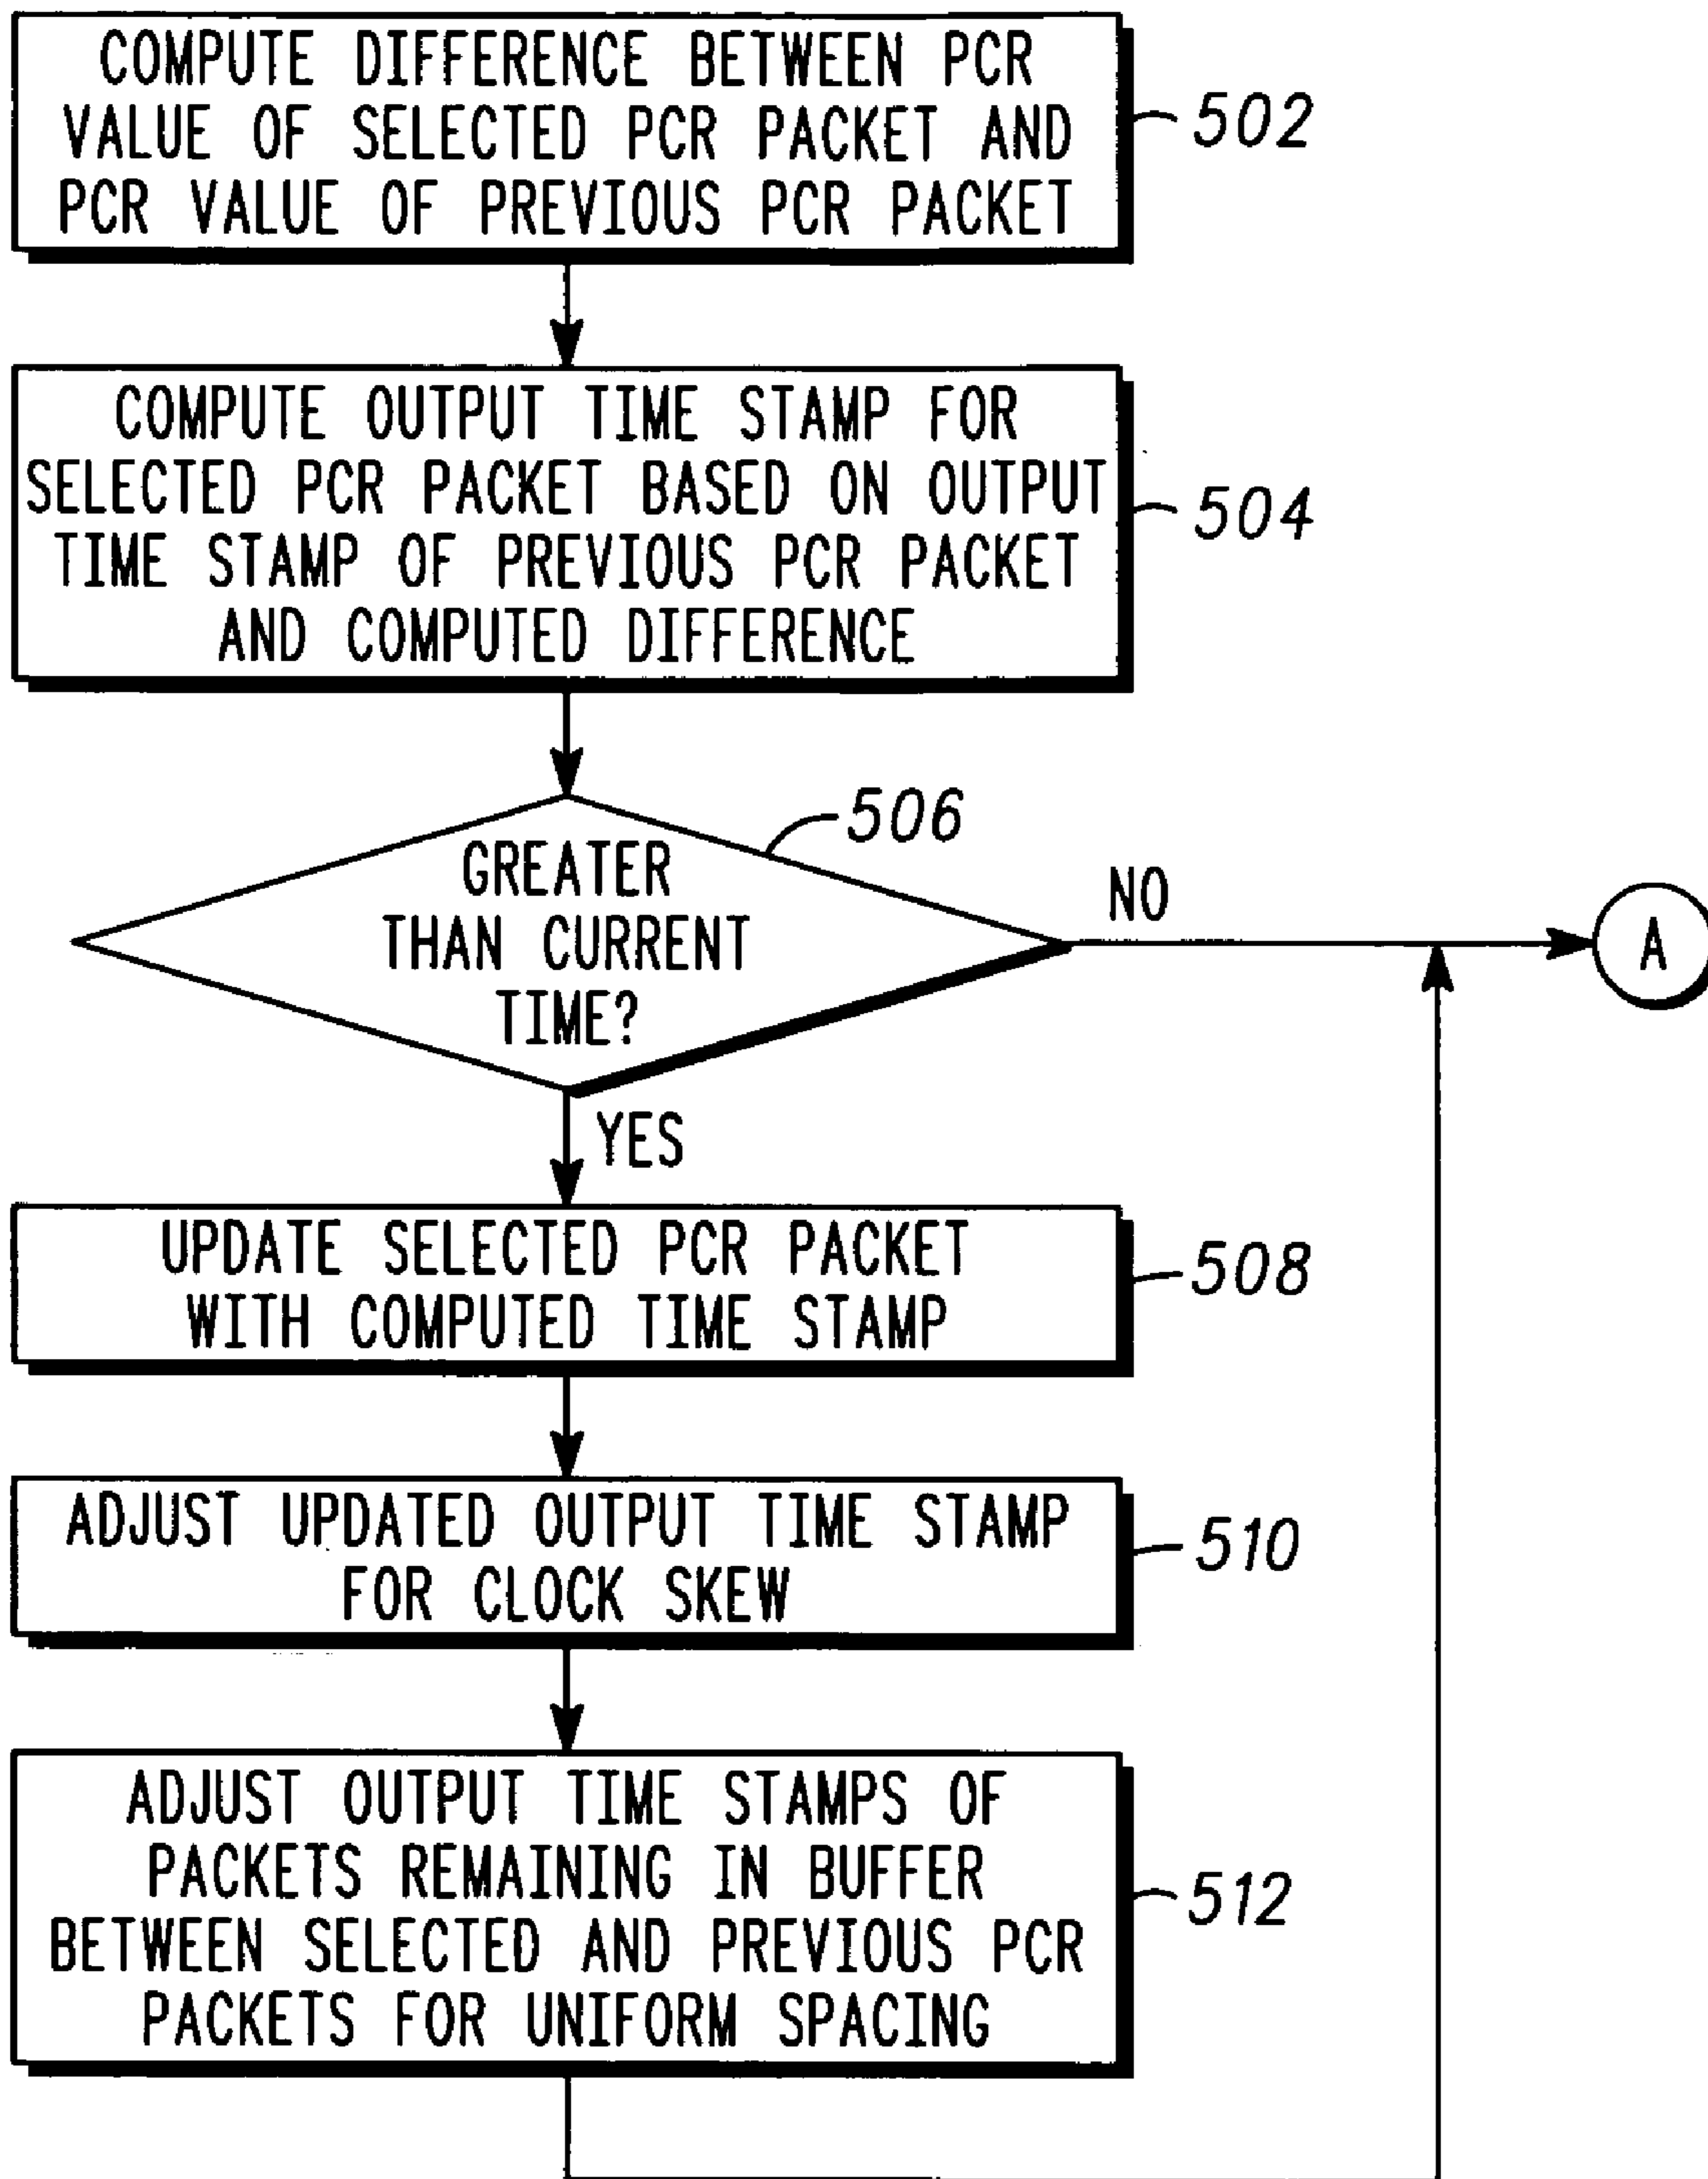 COMPUTE DIFFERENCE BETWEEN PCR
VALUE OF SELECTED PCR PACKET AND
PCR VALUE OF PREVIOUS PCR PACKET
502
COMPUTE OUTPUT TIME STAMP FOR
SELECTED PCR PACKET BASED ON OUTPUT
TIME STAMP OF PREVIOUS PCR PACKET
AND COMPUTED DIFFERENCE
504
506
GREATER
THAN CURRENT
TIME?
NO
A
YES
UPDATE SELECTED PCR PACKET
WITH COMPUTED TIME STAMP
508
ADJUST UPDATED OUTPUT TIME STAMP
FOR CLOCK SKEW
510
ADJUST OUTPUT TIME STAMPS OF
PACKETS REMAINING IN BUFFER
BETWEEN SELECTED AND PREVIOUS PCR
PACKETS FOR UNIFORM SPACING
512